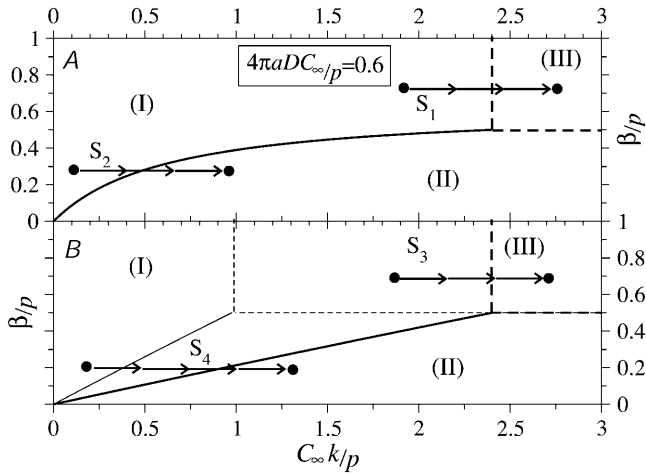 0 0.5 1 1.5 2 2.5 3
1
0.8
0.6
0.4
0.2
0
A
4πaDC∞/p=0.6
(I)
(II)
(III)
S1
S2
β/p
B
(I)
(II)
(III)
S3
S4
β/p
1
0.8
0.6
0.4
0.2
0
0 0.5 1 1.5 2 2.5 3
C∞k/p